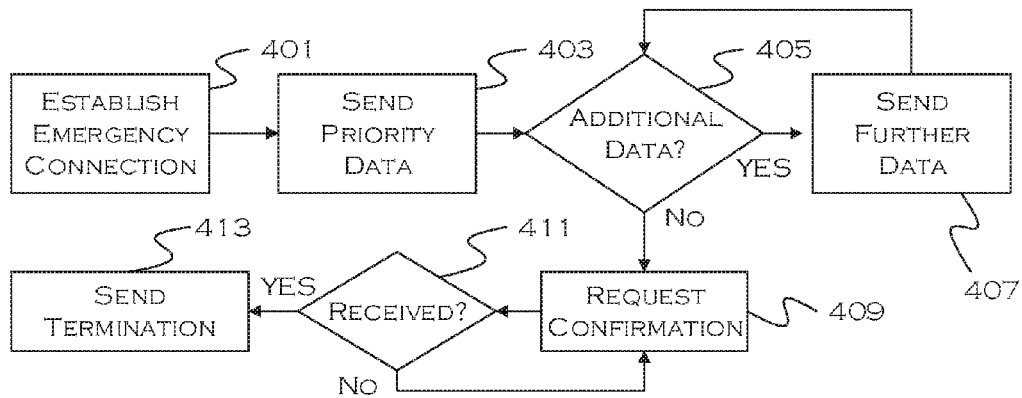 401
ESTABLISH
EMERGENCY
CONNECTION
403
SEND
PRIORITY
DATA
405
ADDITIONAL
DATA?
YES
NO
SEND
FURTHER
DATA
407
413
SEND
TERMINATION
YES
411
RECEIVED?
NO
REQUEST
CONFIRMATION
409